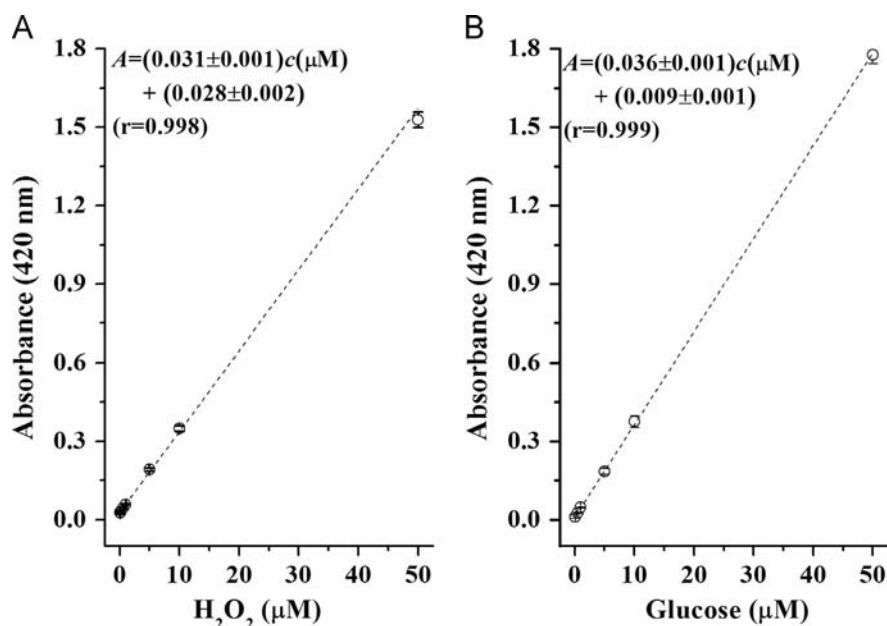 A
A=(0.031±0.001)c(μM)
+ (0.028±0.002)
(r=0.998)
Absorbance (420 nm)
1.8
1.5
1.2
0.9
0.6
0.3
0.0
0 10 20 30 40 50
H₂O₂ (μM)
B
A=(0.036±0.001)c(μM)
+ (0.009±0.001)
(r=0.999)
Absorbance (420 nm)
1.8
1.5
1.2
0.9
0.6
0.3
0.0
0 10 20 30 40 50
Glucose (μM)